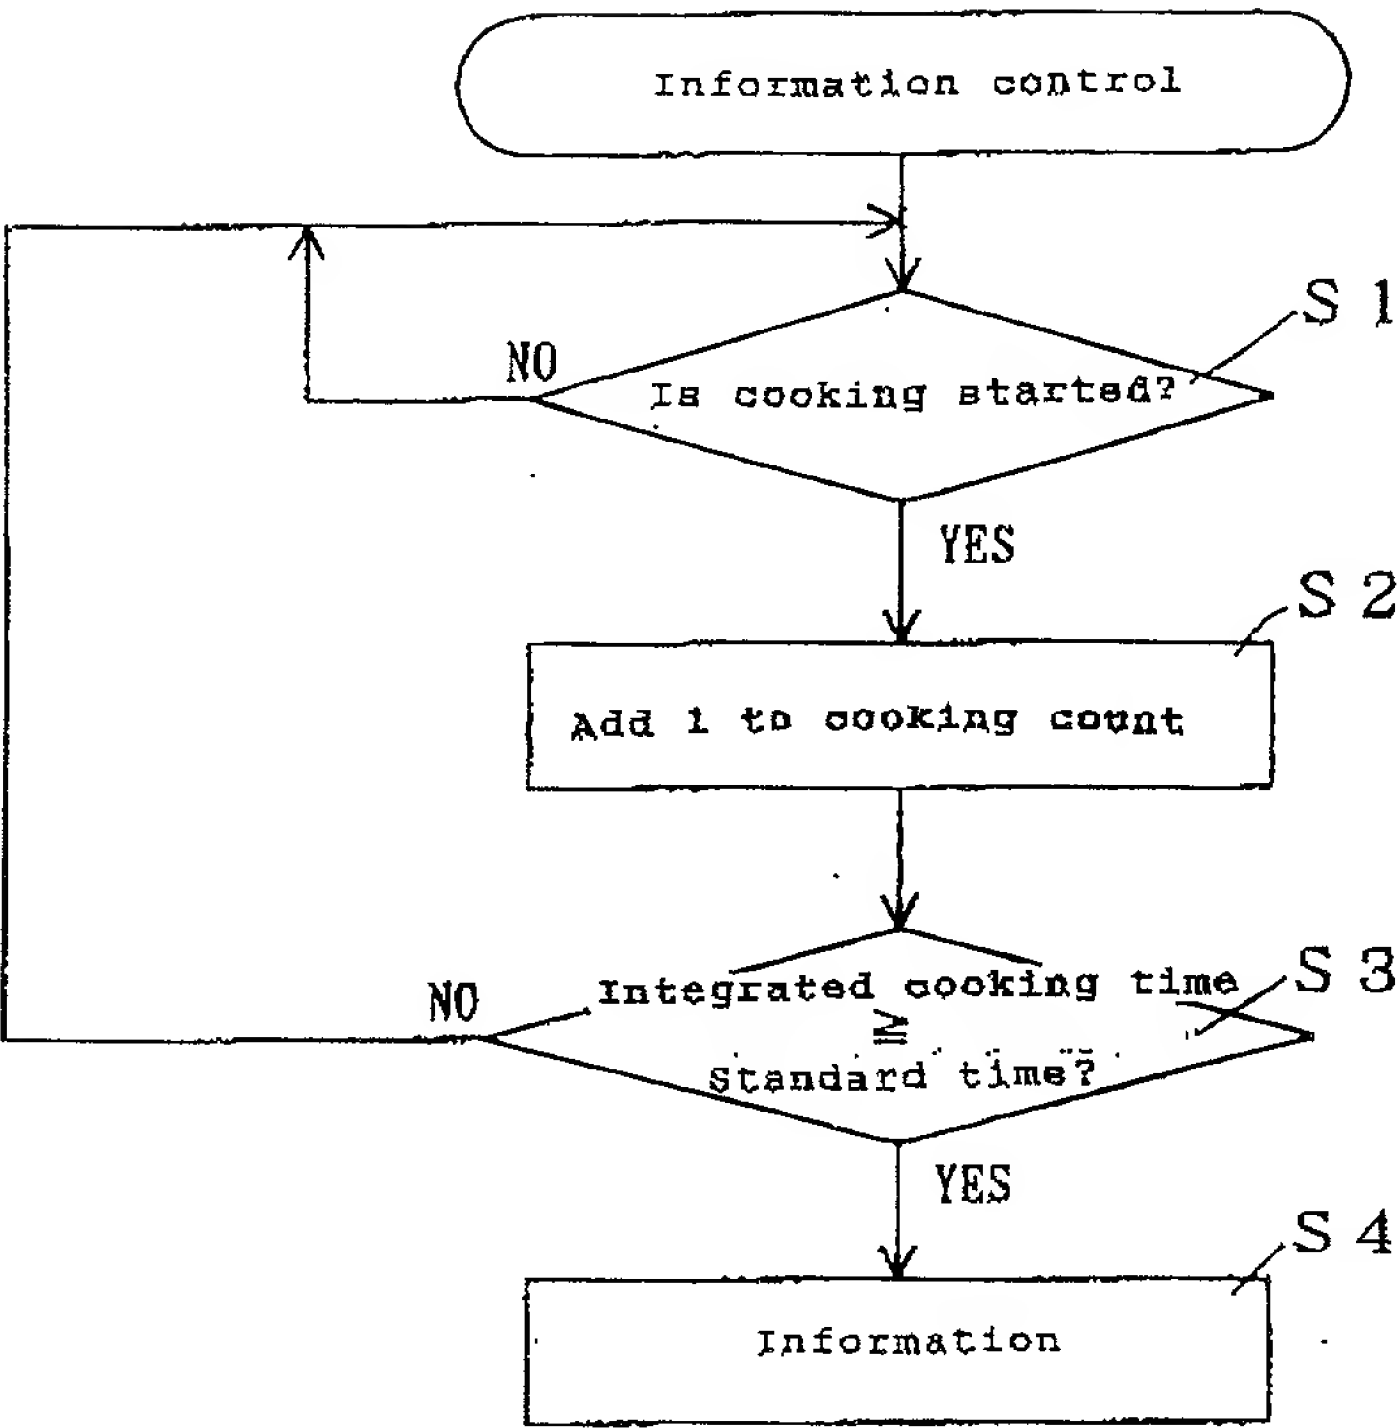 Information control
S 1
NO
Is cooking started?
YES
S 2
Add 1 to cooking count
S 3
NO
Integrated cooking time
≧
Standard time?
YES
S 4
Information